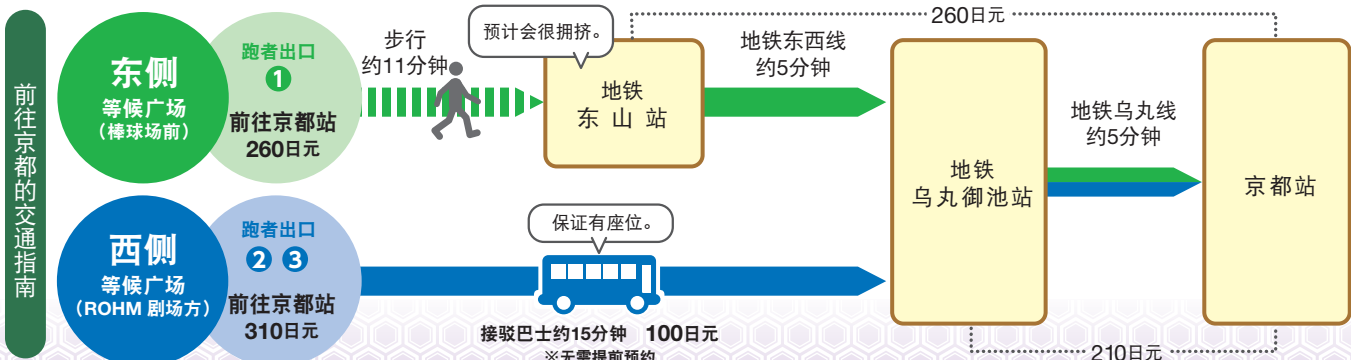 前往京都的交通指南
东侧
等候广场
（棒球场前）
跑者出口
1
前往京都站
260日元
步行
约11分钟
预计会很拥挤。
地铁
东山站
地铁东西线
约5分钟
260日元
地铁
乌丸御池站
地铁乌丸线
约5分钟
京都站
西侧
等候广场
（ROHM 剧场方）
跑者出口
2 3
前往京都站
310日元
保证有座位。
接驳巴士约15分钟 100日元
※无需提前预约
210日元